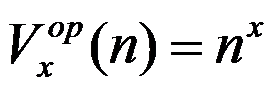 $V_x^{op}(n) = n^x$